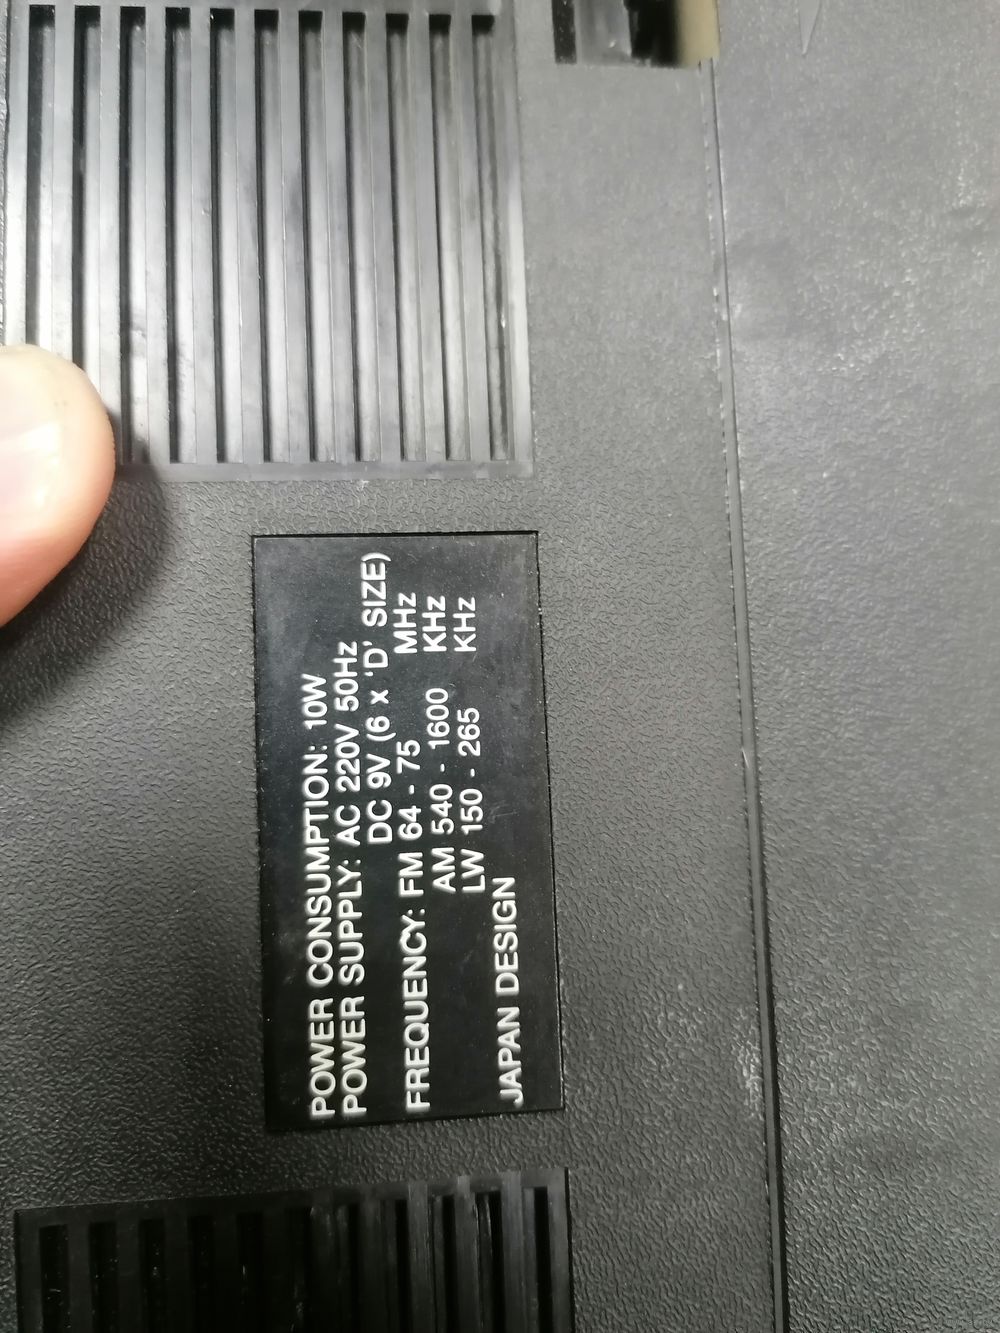 POWER CONSUMPTION: 10W
POWER SUPPLY: AC 220V 50Hz
DC 9V (6 x 'D' SIZE)
FREQUENCY: FM 64 - 75 MHz
AM 540 - 1600 KHz
LW 150 - 265 KHz
JAPAN DESIGN